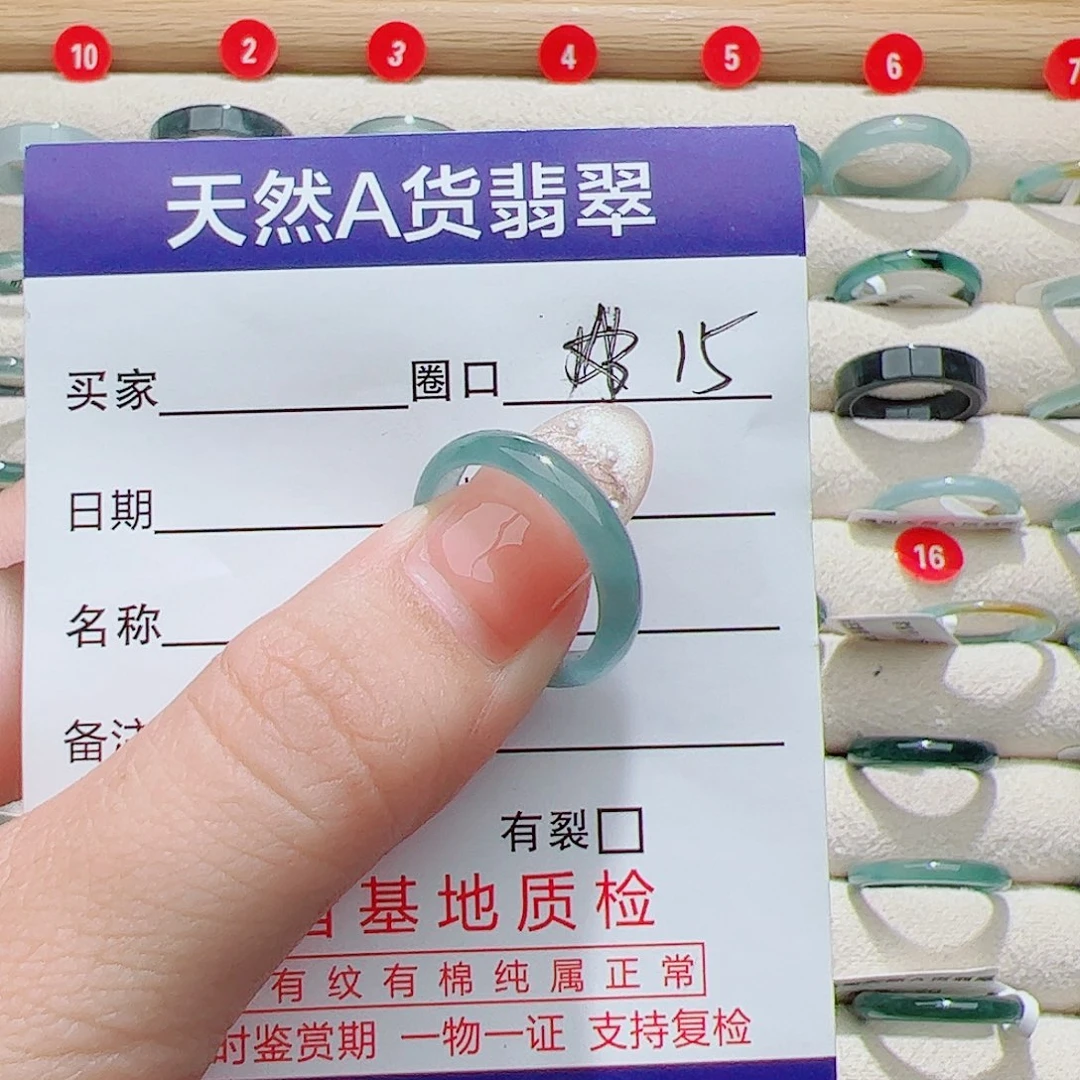 10 2 3 4 5 6 7
天然A货翡翠
买家 圈口 15
日期
名称
16
备注
有裂
基地质检
有纹有棉纯属正常
时鉴赏期 一物一证 支持复检